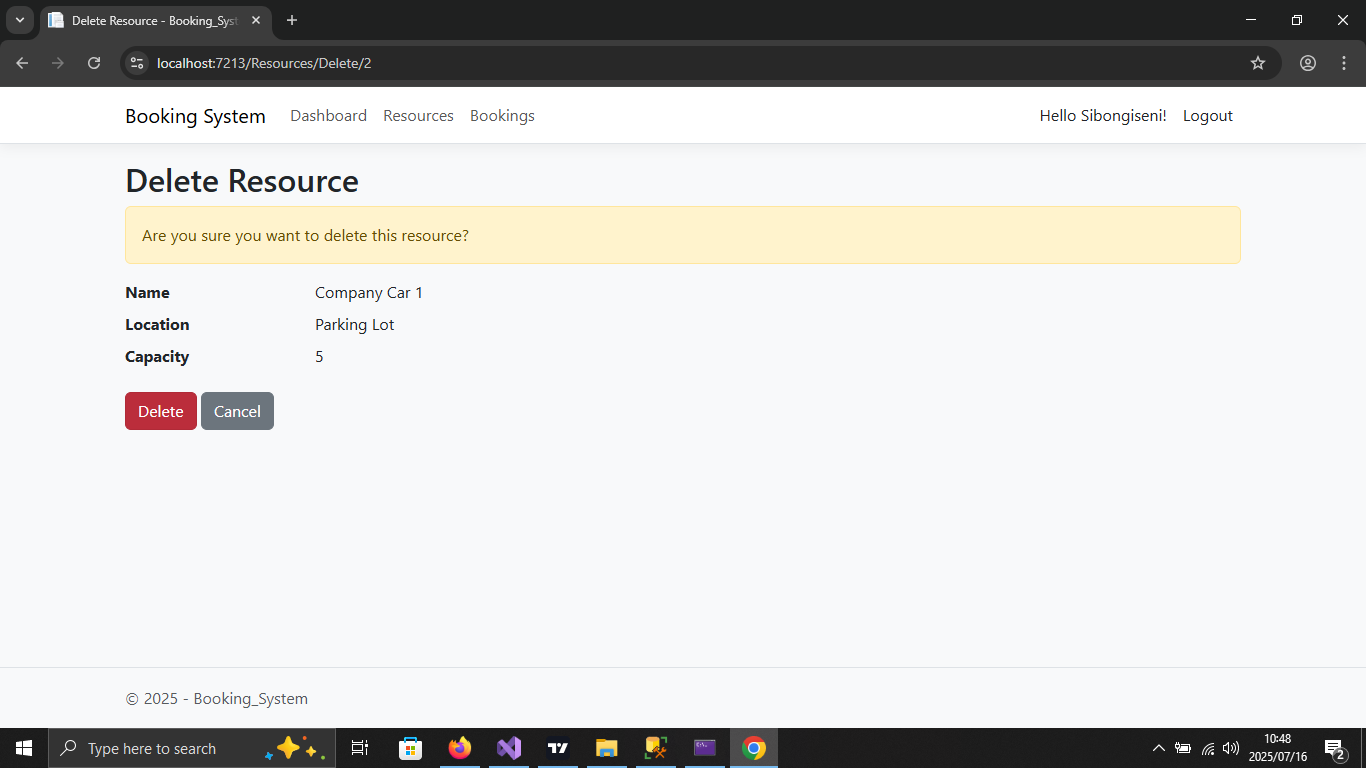 Delete Resource - Booking_Syst
localhost:7213/Resources/Delete/2
Booking System Dashboard Resources Bookings Hello Sibongiseni! Logout
Delete Resource
Are you sure you want to delete this resource?
Name Company Car 1
Location Parking Lot
Capacity 5
Delete Cancel
© 2025 - Booking_System
Type here to search
10:48
2025/07/16
2